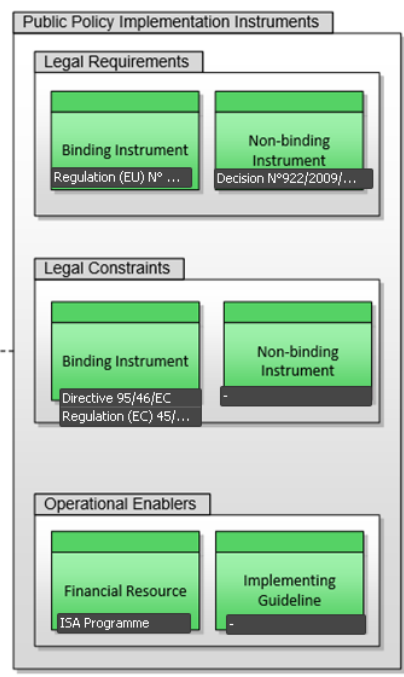 Public Policy Implementation Instruments
Legal Requirements
Binding Instrument
Regulation (EU) N° ...
Non-binding
Instrument
Decision N°922/2009/...
Legal Constraints
Binding Instrument
Directive 95/46/EC
Regulation (EC) 45/...
Non-binding
Instrument
-
Operational Enablers
Financial Resource
ISA Programme
Implementing
Guideline
-